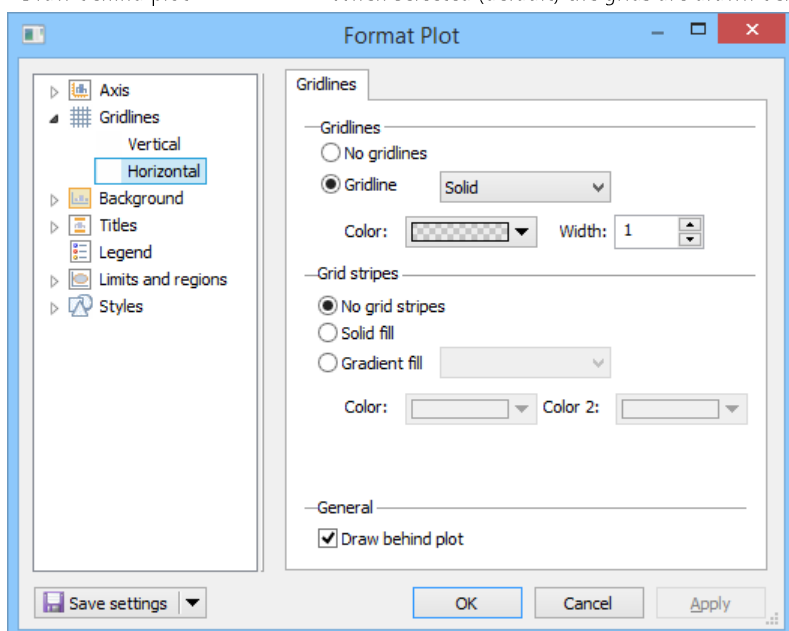 Format Plot
Axis
Gridlines
Vertical
Horizontal
Background
Titles
Legend
Limits and regions
Styles
Gridlines
Gridlines
No gridlines
Gridline Solid
Color: Width: 1
Grid stripes
No grid stripes
Solid fill
Gradient fill
Color: Color 2:
General
Draw behind plot
Save settings OK Cancel Apply